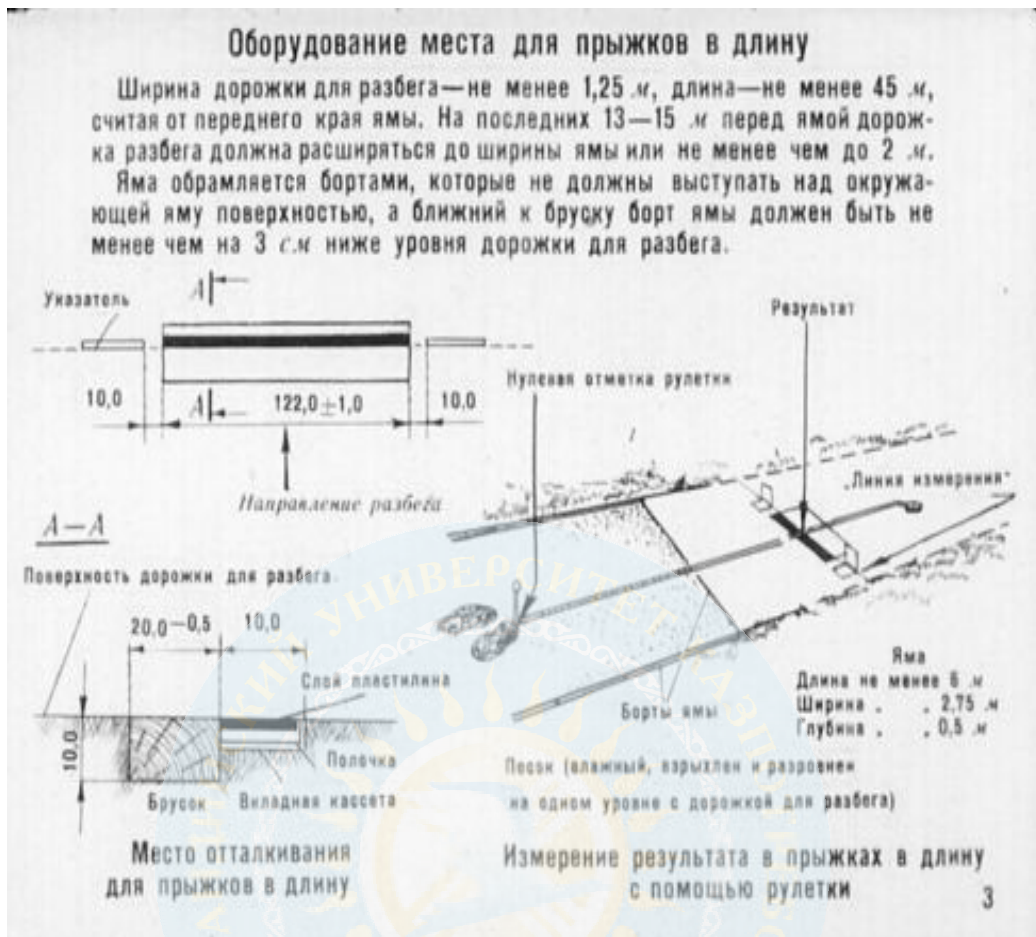 Оборудование места для прыжков в длину
Ширина дорожки для разбега—не менее 1,25 м, длина—не менее 45 м,
считая от переднего края ямы. На последних 13—15 м перед ямой дорож-
ка разбега должна расширяться до ширины ямы или не менее чем до 2 м.
Яма обрамляется бортами, которые не должны выступать над окружа-
ющей яму поверхностью, а ближний к бруску борт ямы должен быть не
менее чем на 3 см ниже уровня дорожки для разбега.
Указатель
А
10,0
А
122,0±1,0
10,0
Направление разбега
Результат
Нулевая отметка рулетки
„Линия измерения"
А—А
Поверхность дорожки для разбега.
20,0—0,5
10,0
Слой пластилина
10,0
Полочка
Брусок
Вкладная кассета
Место отталкивания
для прыжков в длину
Борты ямы
Яма
Длина не менее 6 м
Ширина „ „ 2,75 м
Глубина „ „ 0,5 м
Песок (влажный, взрыхлен и разровнен
на одном уровне с дорожкой для разбега)
Измерение результата в прыжках в длину
с помощью рулетки
3
УНИВЕРСИТЕТ